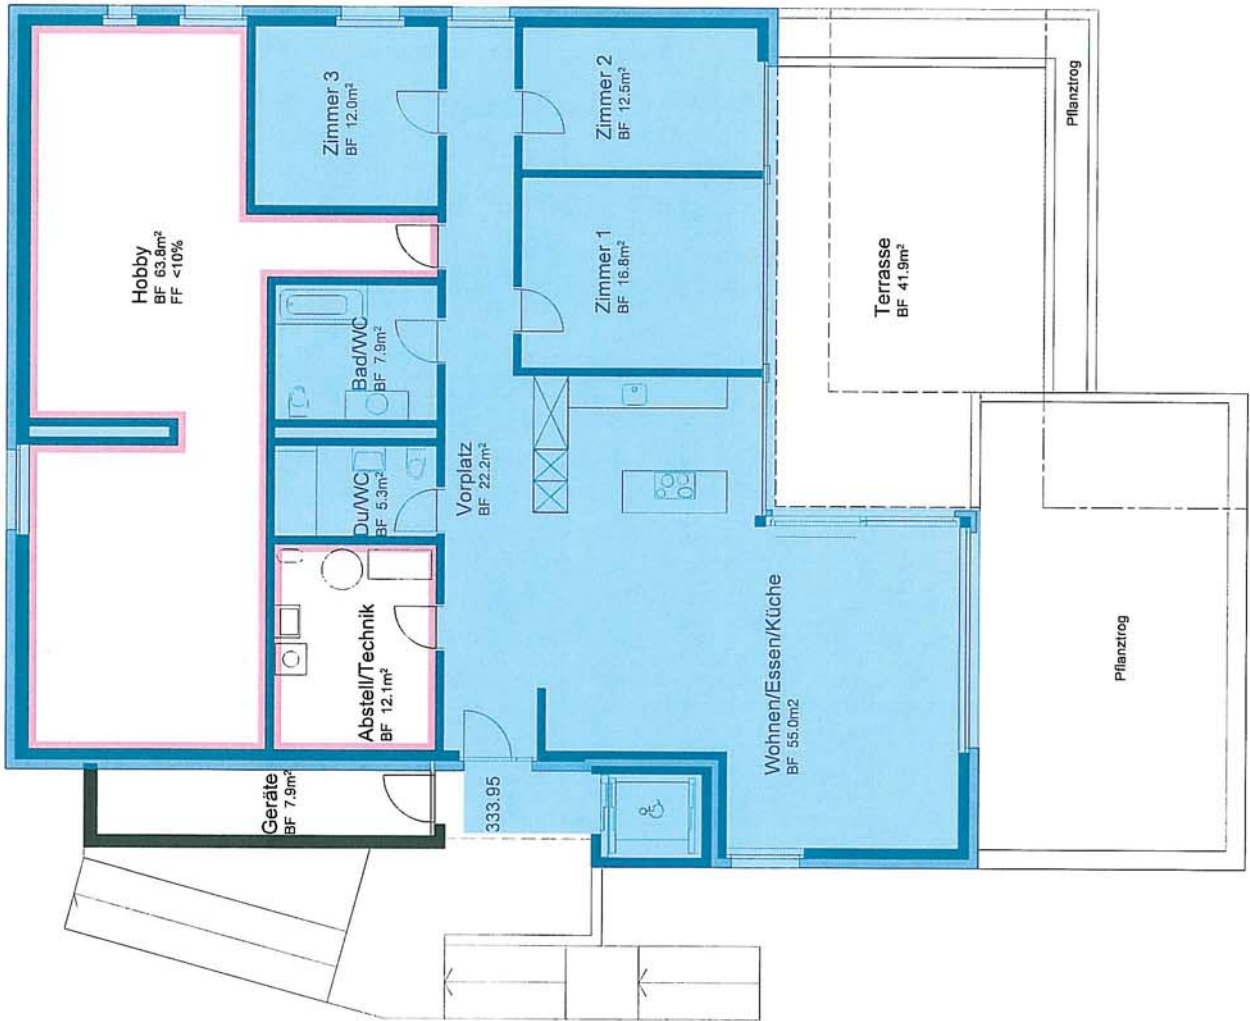 Hobby
BF 63.8m²
FF <10%
Zimmer 3
BF 12.0m²
Zimmer 2
BF 12.5m²
Zimmer 1
BF 16.8m²
Bad/WC
BF 7.9m²
Du/WC
BF 5.3m²
Vorplatz
BF 22.2m²
Abstell/Technik
BF 12.1m²
Geräte
BF 7.9m²
333.95
Wohnen/Essen/Küche
BF 55.0m2
Terrasse
BF 41.9m²
Pflanztrog
Pflanztrog